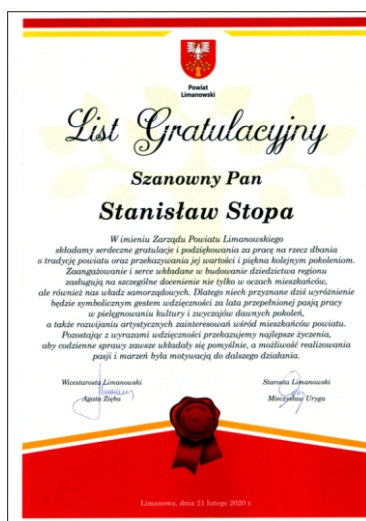 Powiat
Limanowski
List Gratulacyjny
Szanowny Pan
Stanisław Stopa
W imieniu Zarządu Powiatu Limanowskiego
składamy serdeczne gratulacje i podziękowania za pracę na rzecz dbania
o tradycję powiatu oraz przekazywania jej wartości i piękna kolejnym pokoleniom.
Zaangażowanie i serce wkładane w budowanie dziedzictwa regionu
zasługują na szczególne docenienie nie tylko w oczach mieszkańców,
ale również nas władz samorządowych. Dlatego niech przyznane dziś wyróżnienie
będzie symbolicznym gestem wdzięczności za lata przepełnionej pasją pracy
w pielęgnowaniu kultury i zwyczajów dawnych pokoleń,
a także rozwijaniu artystycznych zainteresowań wśród mieszkańców powiatu.
Pozostając z wyrazami wdzięczności przekazujemy najlepsze życzenia,
aby codzienne sprawy zawsze układały się pomyślnie, a możliwość realizowania
pasji i marzeń była motywacją do dalszego działania.
Wicestarosta Limanowski
Agata Zięba
Starosta Limanowski
Mieczysław Uryga
Limanowa, dnia 21 lutego 2020 r.